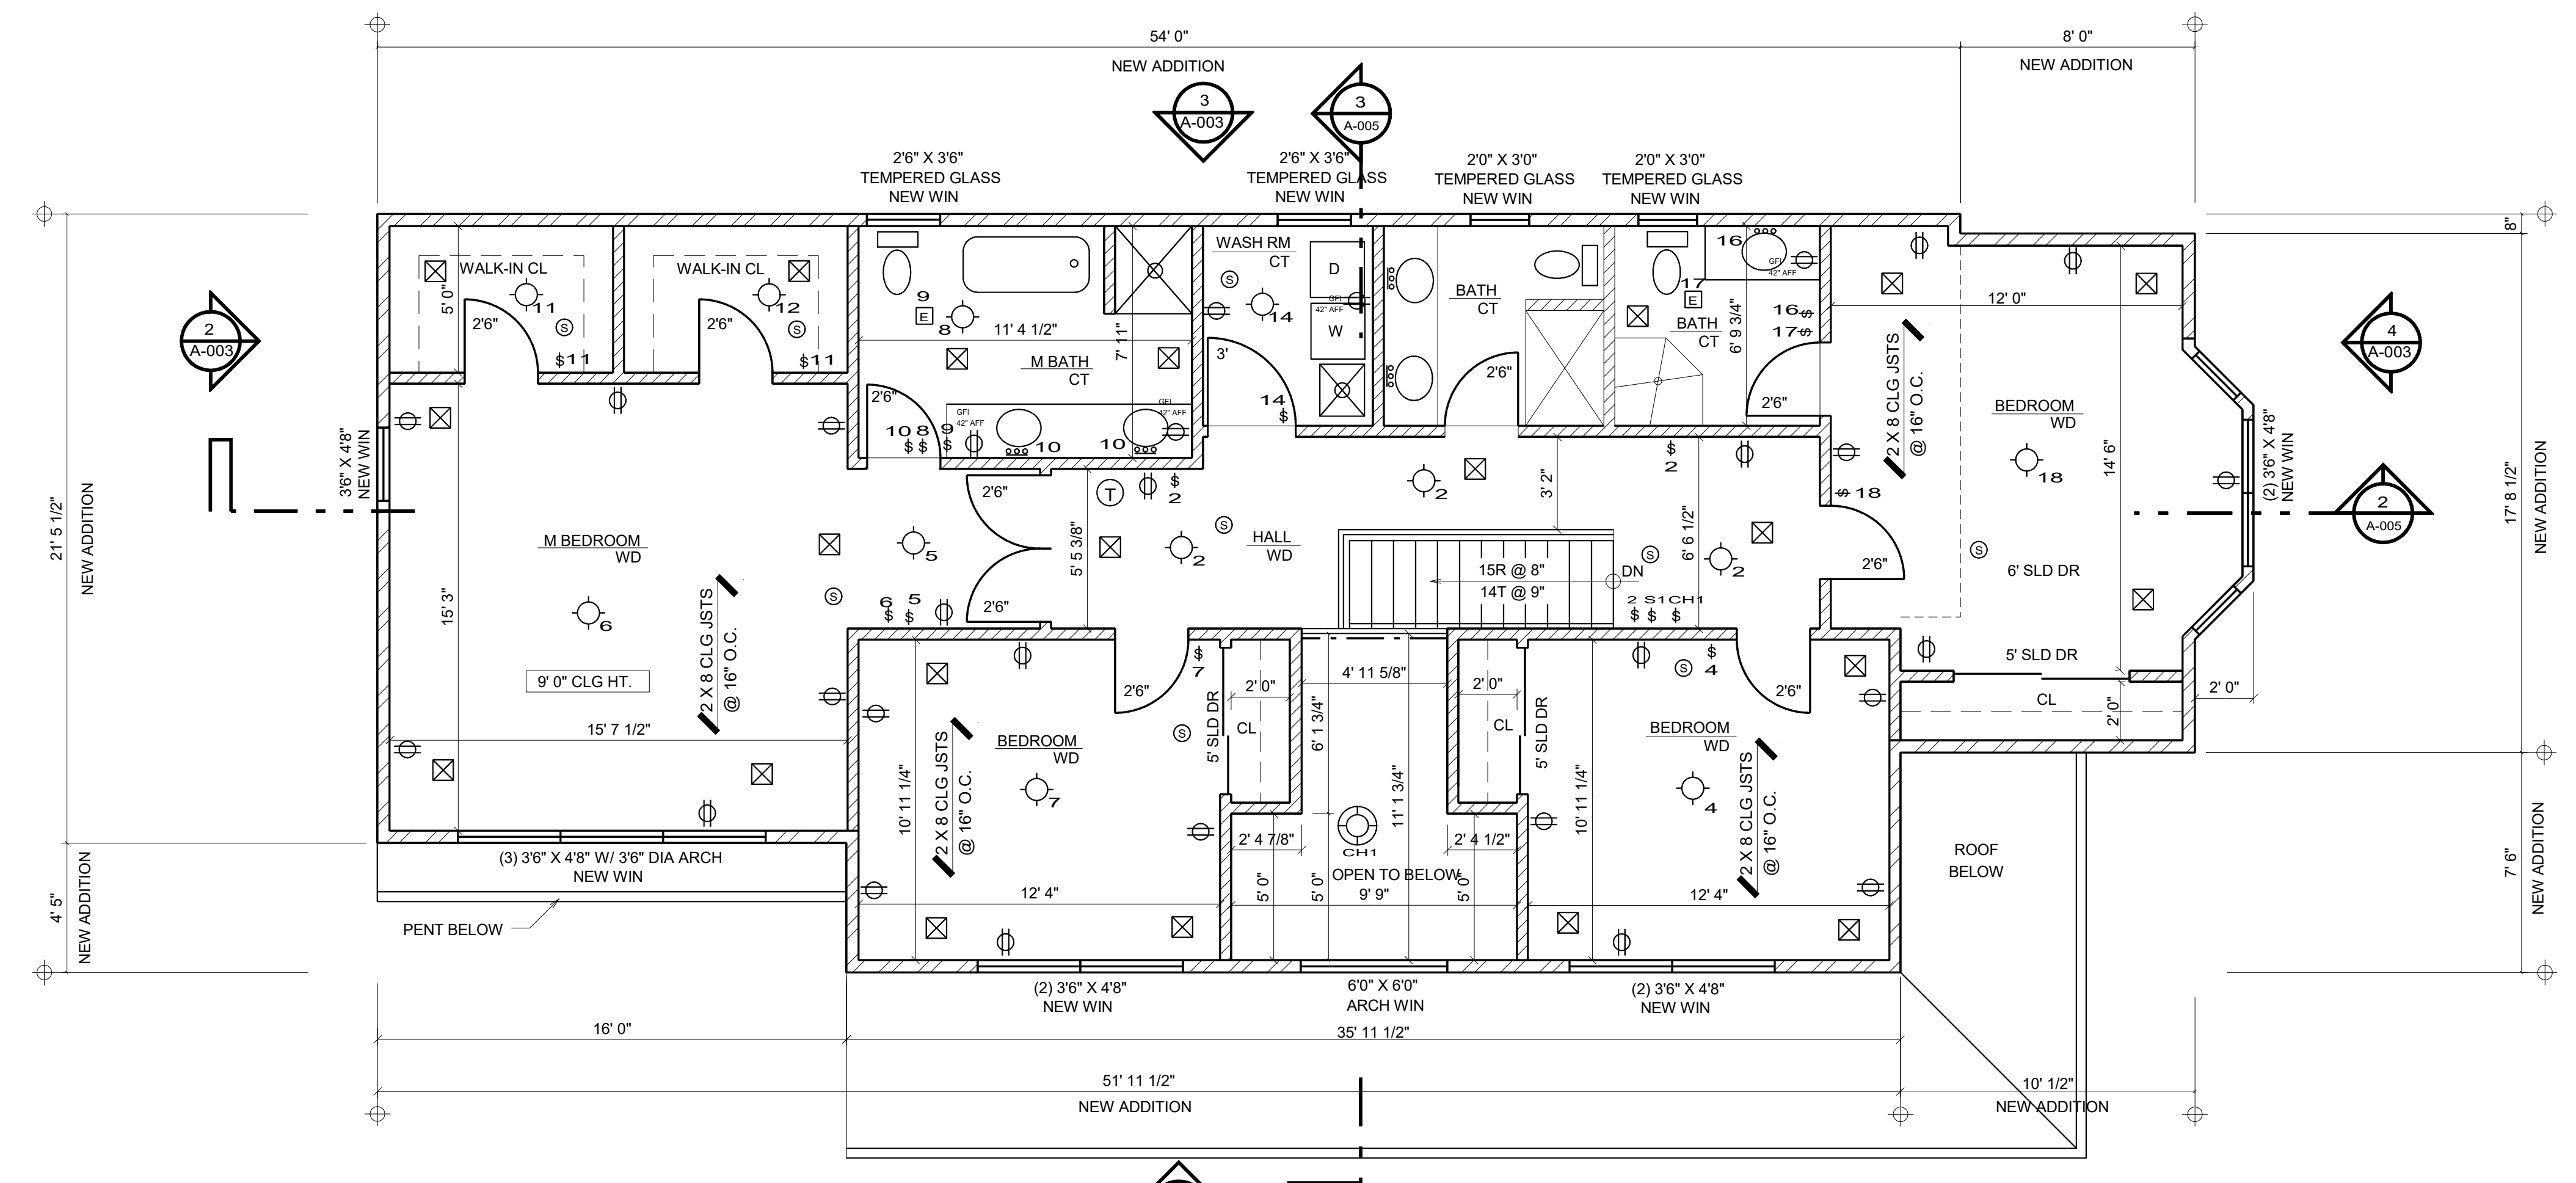 54' 0"
8' 0"
NEW ADDITION
NEW ADDITION
3
A-003
3
A-005
2'6" X 3'6"
TEMPERED GLASS
NEW WIN
2'6" X 3'6"
TEMPERED GLASS
NEW WIN
2'0" X 3'0"
TEMPERED GLASS
NEW WIN
2'0" X 3'0"
TEMPERED GLASS
NEW WIN
8"
WALK-IN CL
11
5' 0"
2'6"
S
$11
WALK-IN CL
12
2'6"
S
$11
9
E
8
11' 4 1/2"
7' 11"
M BATH
CT
2'6"
10 8 9
$ $ $
GFI
42" AFF
10
10
GFI
42" AFF
WASH RM
CT
S
14
D
GFI
42" AFF
W
3'
14
$
BATH
CT
2'6"
16
GFI
42" AFF
17
E
BATH
CT
6' 9 3/4"
16$
17$
2'6"
12' 0"
2 X 8 CLG JSTS
@ 16" O.C.
BEDROOM
WD
18
14' 6"
$ 18
2'6"
S
6' SLD DR
5' SLD DR
CL
2' 0"
2' 0"
(2) 3'6" X 4'8"
NEW WIN
2
A-003
4
A-003
2
A-005
21' 5 1/2"
NEW ADDITION
4' 5"
NEW ADDITION
17' 8 1/2"
NEW ADDITION
7' 6"
NEW ADDITION
3'6" X 4'8"
NEW WIN
M BEDROOM
WD
15' 3"
6
2 X 8 CLG JSTS
@ 16" O.C.
9' 0" CLG HT.
15' 7 1/2"
5
S
6 5
$ $
2'6"
2'6"
T
$
2
5' 5 3/8"
2
S
HALL
WD
2
3' 2"
$
2
6' 6 1/2"
2
S
15R @ 8"
14T @ 9"
DN
2 S1CH1
$ $ $
(3) 3'6" X 4'8" W/ 3'6" DIA ARCH
NEW WIN
PENT BELOW
BEDROOM
WD
7
10' 11 1/4"
2 X 8 CLG JSTS
@ 16" O.C.
12' 4"
2'6"
$
7
S
5' SLD DR
2' 0"
CL
2' 4 7/8"
5' 0"
4' 11 5/8"
6' 1 3/4"
11' 1 3/4"
CH1
OPEN TO BELOW
9' 9"
5' 0"
5' 0"
2' 0"
CL
5' SLD DR
2' 4 1/2"
S
$
4
2'6"
BEDROOM
WD
4
10' 11 1/4"
2 X 8 CLG JSTS
@ 16" O.C.
12' 4"
ROOF
BELOW
(2) 3'6" X 4'8"
NEW WIN
6'0" X 6'0"
ARCH WIN
(2) 3'6" X 4'8"
NEW WIN
16' 0"
35' 11 1/2"
51' 11 1/2"
NEW ADDITION
10' 1/2"
NEW ADDITION